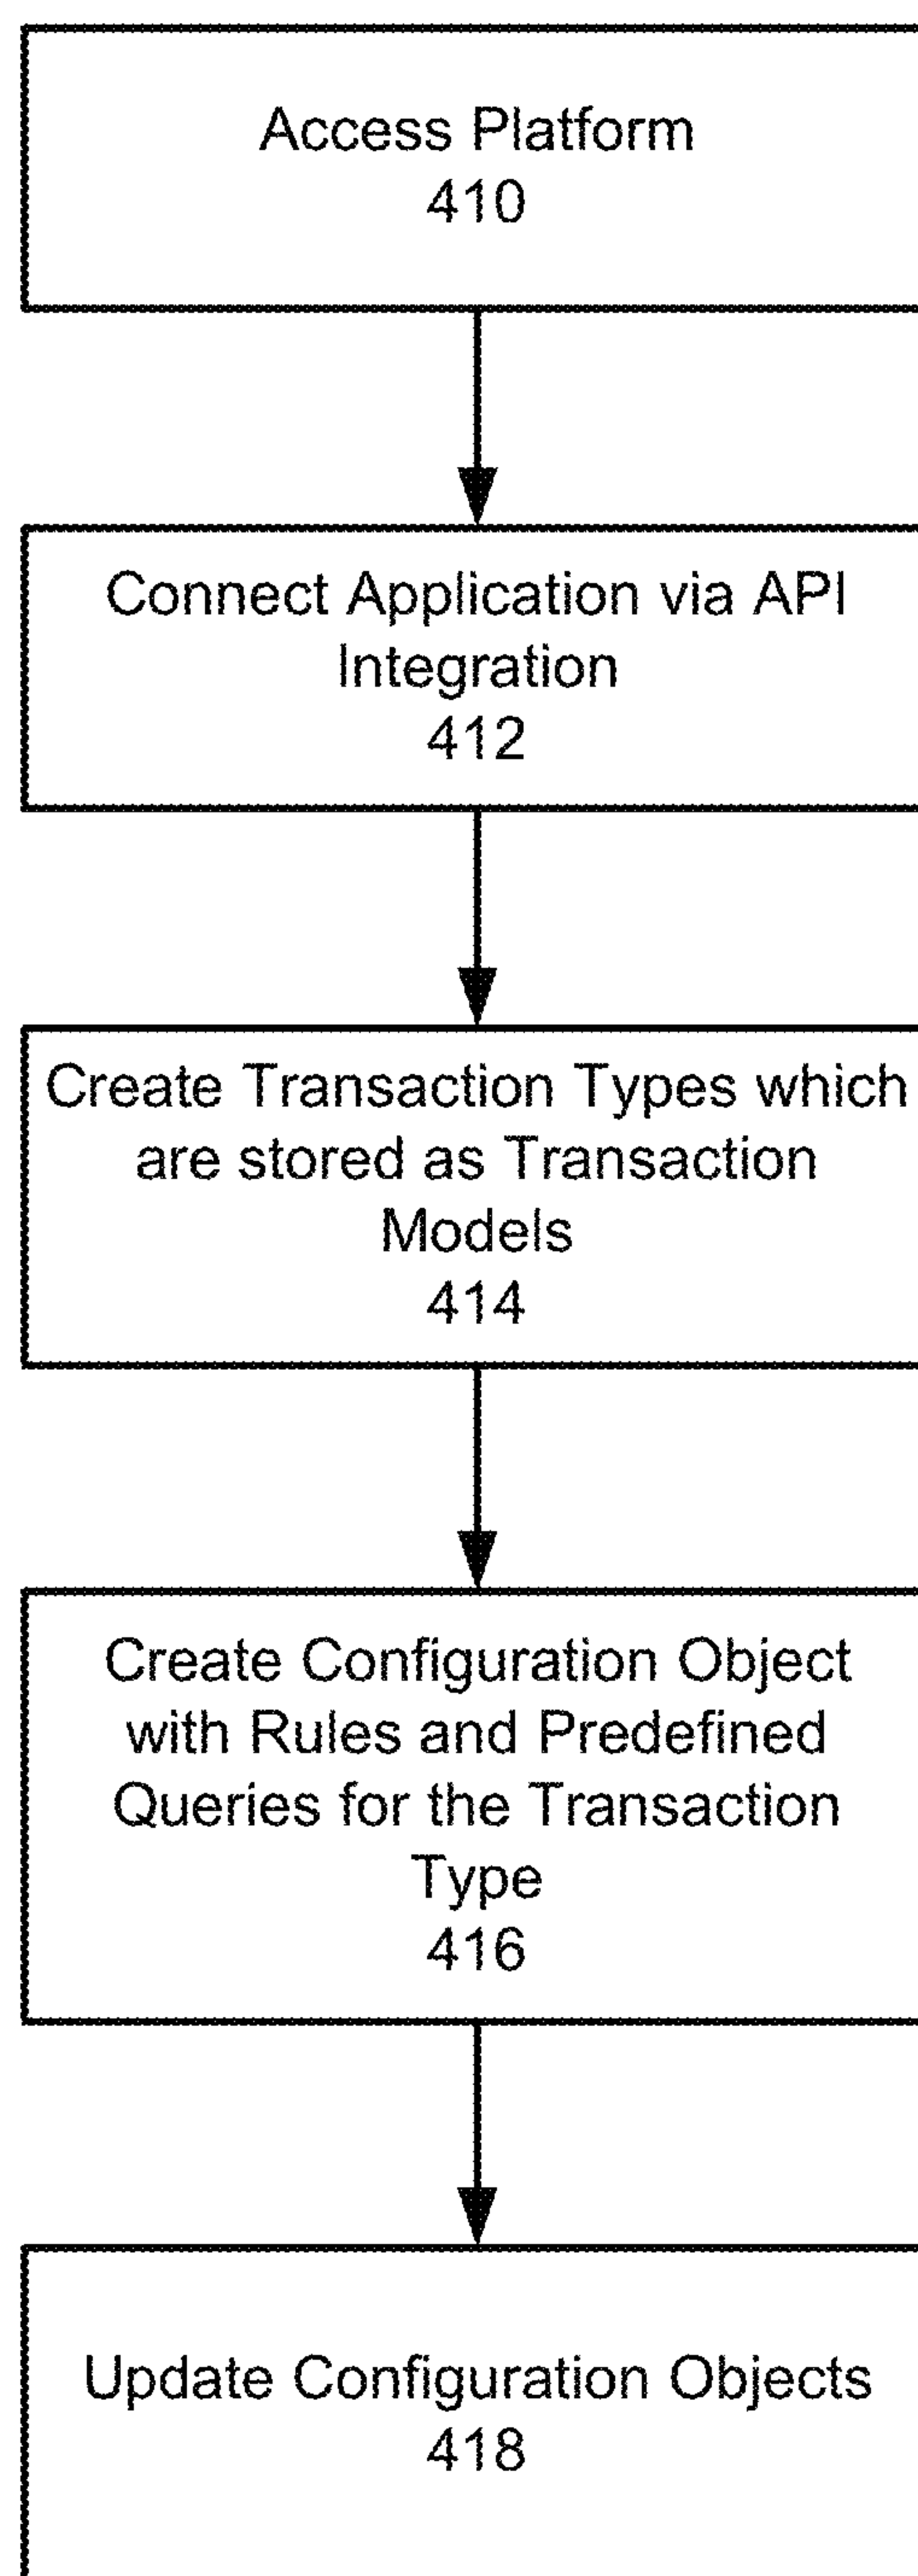 Access Platform
410
Connect Application via API
Integration
412
Create Transaction Types which
are stored as Transaction
Models
414
Create Configuration Object
with Rules and Predefined
Queries for the Transaction
Type
416
Update Configuration Objects
418